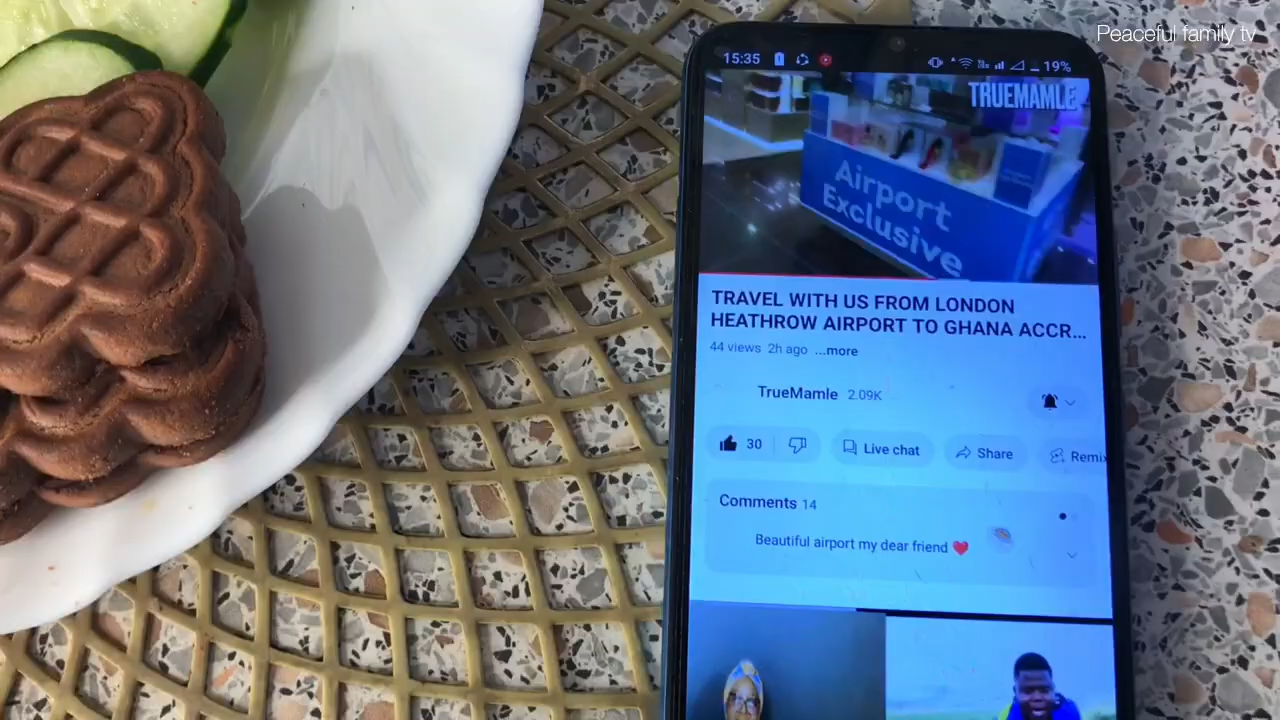 Peaceful family tv
15:35
19%
TRUEMAMLE
Airport
Exclusive
TRAVEL WITH US FROM LONDON
HEATHROW AIRPORT TO GHANA ACCR...
44 views 2h ago ...more
TrueMamle 2.09K
30 Live chat Share Remix
Comments 14
Beautiful airport my dear friend ❤️